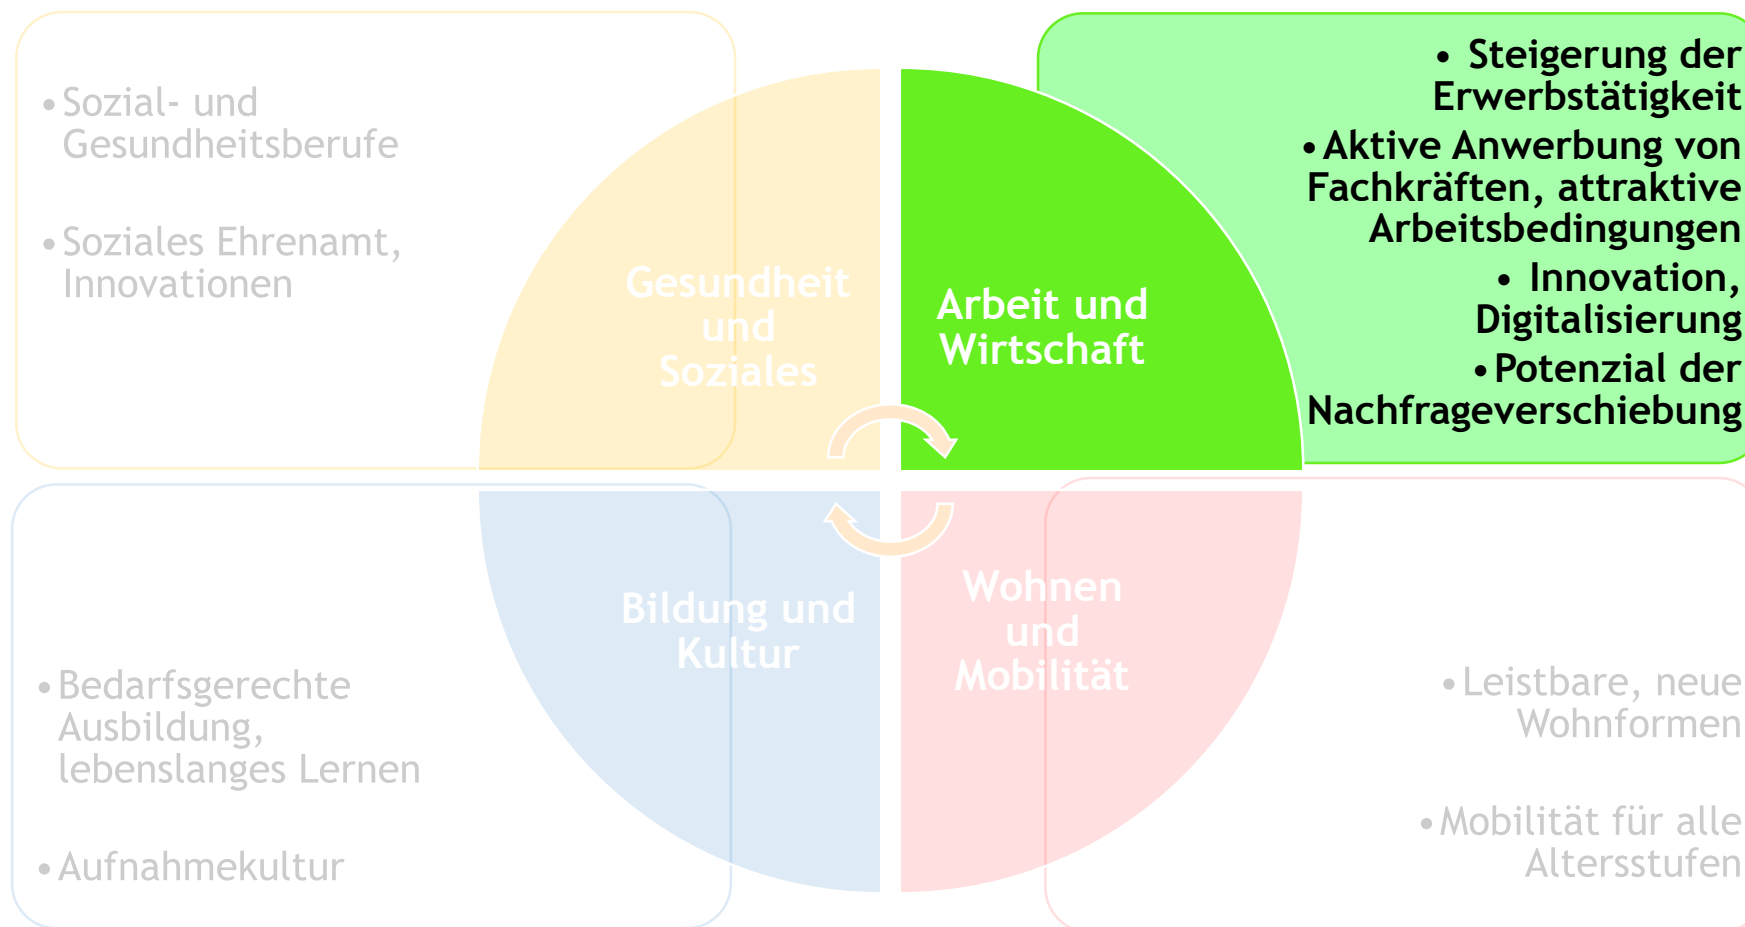 • Sozial- und
Gesundheitsberufe
• Soziales Ehrenamt,
Innovationen
Gesundheit
und
Soziales
Arbeit und
Wirtschaft
• Steigerung der
Erwerbstätigkeit
• Aktive Anwerbung von
Fachkräften, attraktive
Arbeitsbedingungen
• Innovation,
Digitalisierung
• Potenzial der
Nachfrageverschiebung
Bildung und
Kultur
• Bedarfsgerechte
Ausbildung,
lebenslanges Lernen
• Aufnahmekultur
Wohnen
und
Mobilität
• Leistbare, neue
Wohnformen
• Mobilität für alle
Altersstufen